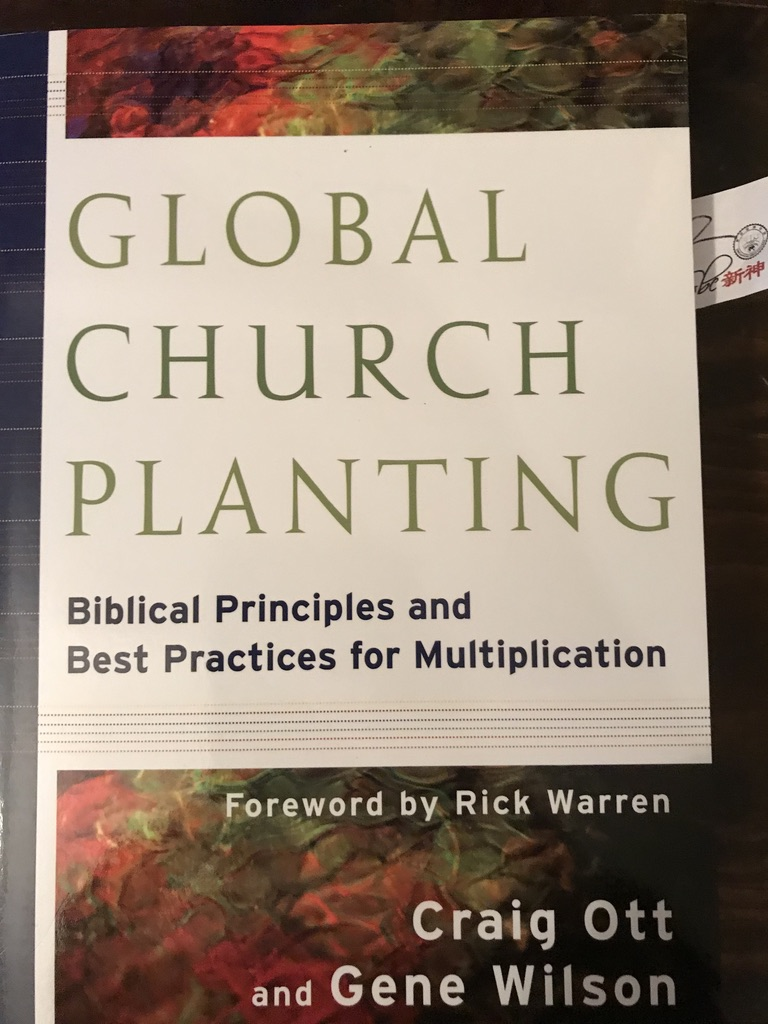 GLOBAL
CHURCH
PLANTING
Biblical Principles and
Best Practices for Multiplication
Foreword by Rick Warren
Craig Ott
and Gene Wilson
新神